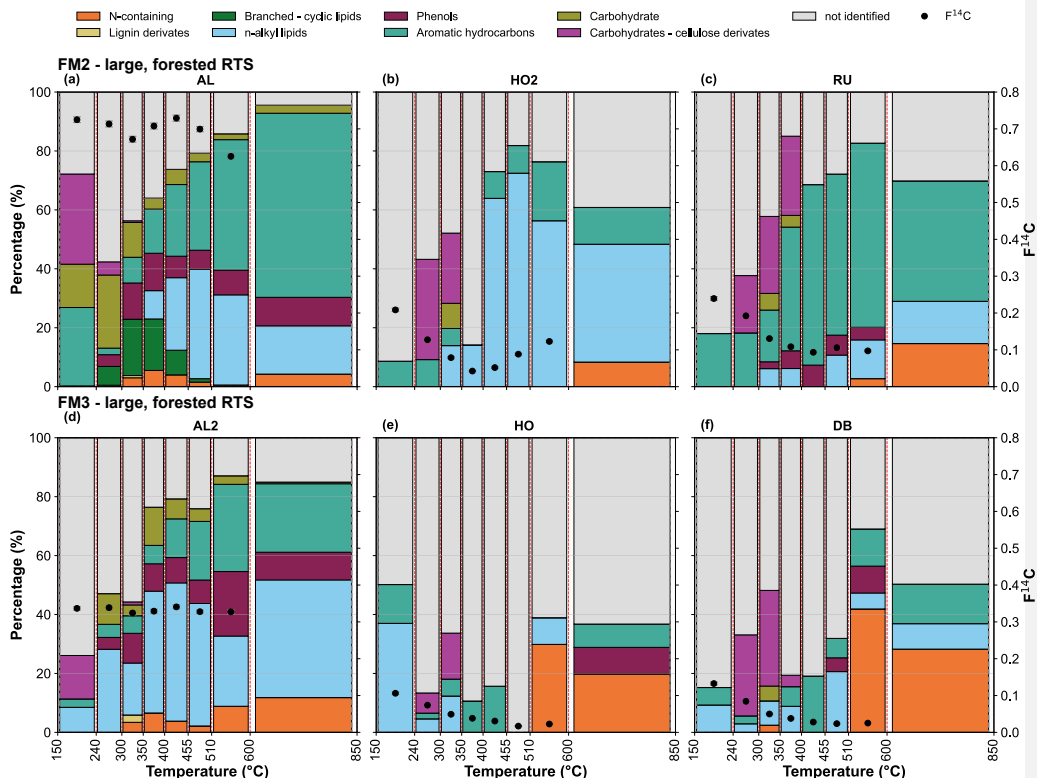 N-containing Branched - cyclic lipids Phenols Carbohydrate not identified F¹⁴C
Lignin derivates n-alkyl lipids Aromatic hydrocarbons Carbohydrates - cellulose derivates
FM2 - large, forested RTS
(a) AL (b) HO2 (c) RU
100 0.8
0.7
80
0.6
60 0.5
0.4
40
0.3
20 0.2
0.1
0 0.0
Percentage (%)
F¹⁴C
FM3 - large, forested RTS
(d) AL2 (e) HO (f) DB
100 0.8
0.7
80
0.6
60 0.5
0.4
40
0.3
20 0.2
0.1
0 0.0
Percentage (%)
F¹⁴C
150 240 300 350 400 455 510 600 850 150 240 300 350 400 455 510 600 850 150 240 300 350 400 455 510 600 850
Temperature (°C) Temperature (°C) Temperature (°C)